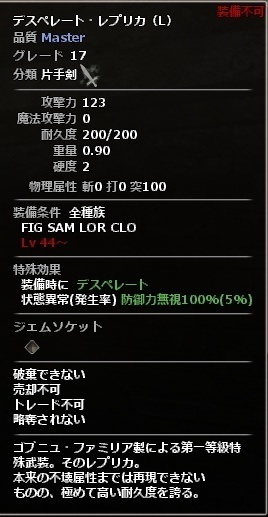 装備不可
デスペレート・レプリカ (L)
品質 Master
グレード 17
分類 片手剣
攻撃力 123
魔法攻撃力 0
耐久度 200/200
重量 0.90
硬度 2
物理属性 斬0 打0 突100
装備条件 全種族
FIG SAM LOR CLO
Lv 44～
特殊効果
装備時に デスペレート
状態異常(発生率) 防御力無視100%(5%)
ジェムソケット
破棄できない
売却不可
トレード不可
略奪されない
ゴブニュ・ファミリア製による第一等級特
殊武装。そのレプリカ。
本来の不壊属性までは再現できない
ものの、極めて高い耐久度を誇る。